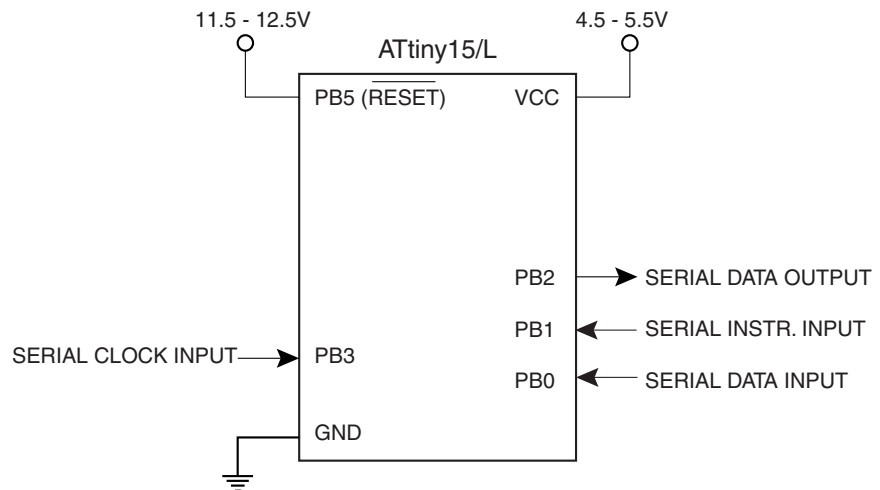 11.5 - 12.5V
4.5 - 5.5V
ATtiny15/L
PB5 (RESET)
VCC
PB2
SERIAL DATA OUTPUT
PB1
SERIAL INSTR. INPUT
SERIAL CLOCK INPUT
PB3
PB0
SERIAL DATA INPUT
GND